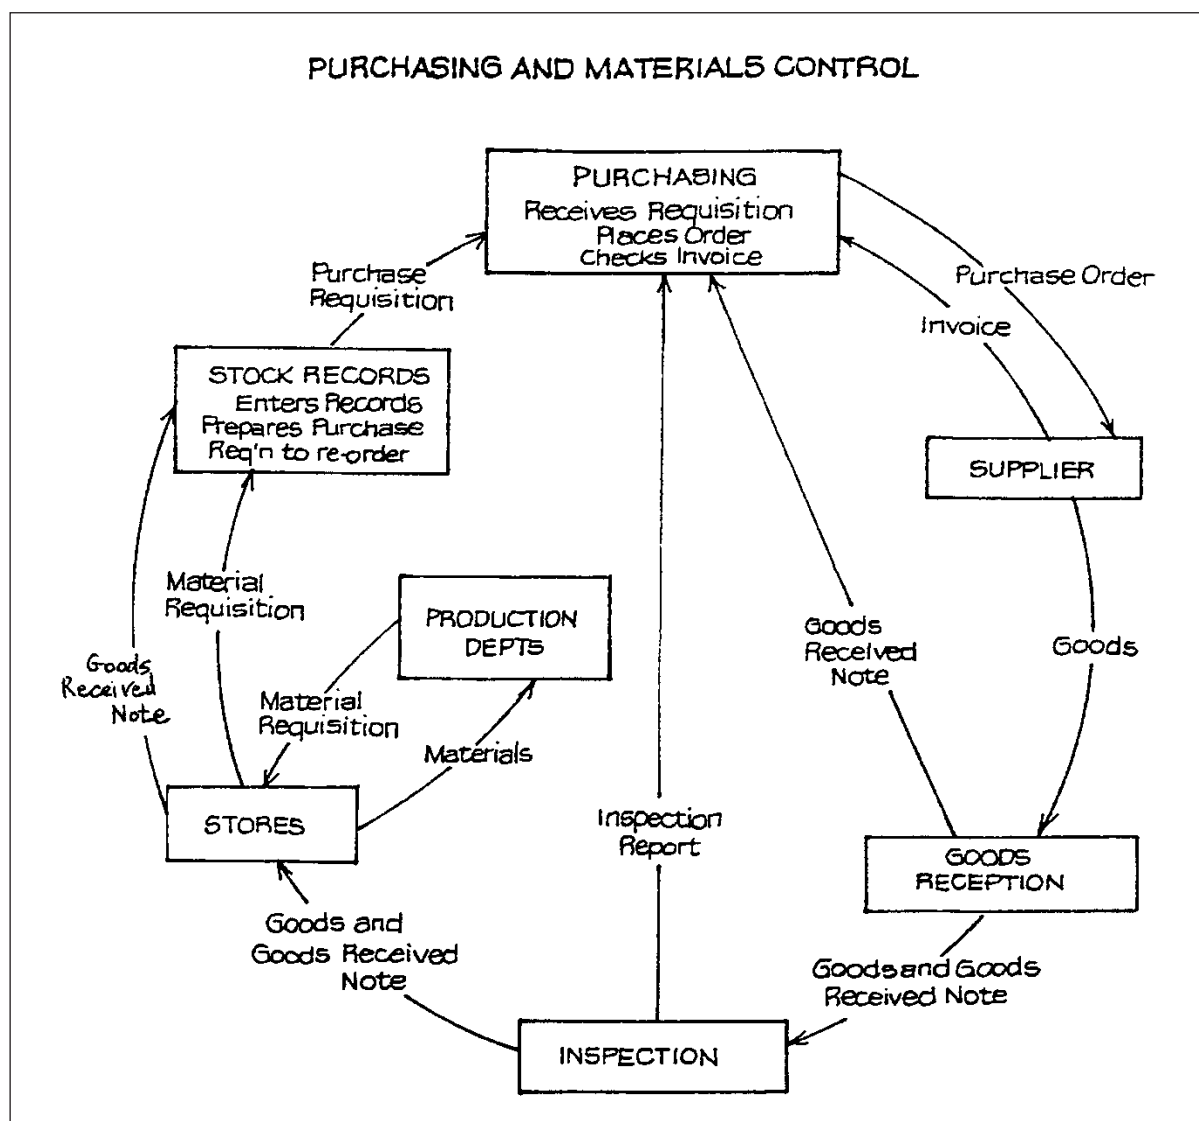 PURCHASING AND MATERIALS CONTROL
PURCHASING
Receives Requisition
Places Order
Checks Invoice
Purchase
Requisition
Purchase Order
Invoice
STOCK RECORDS
Enters Records
Prepares Purchase
Req'n to re-order
SUPPLIER
Material
Requisition
PRODUCTION
DEPTS
Goods
Received
Note
Goods
Received
Note
Goods
Material
Requisition
Materials
STORES
Inspection
Report
GOODS
RECEPTION
Goods and
Goods Received
Note
Goods and Goods
Received Note
INSPECTION